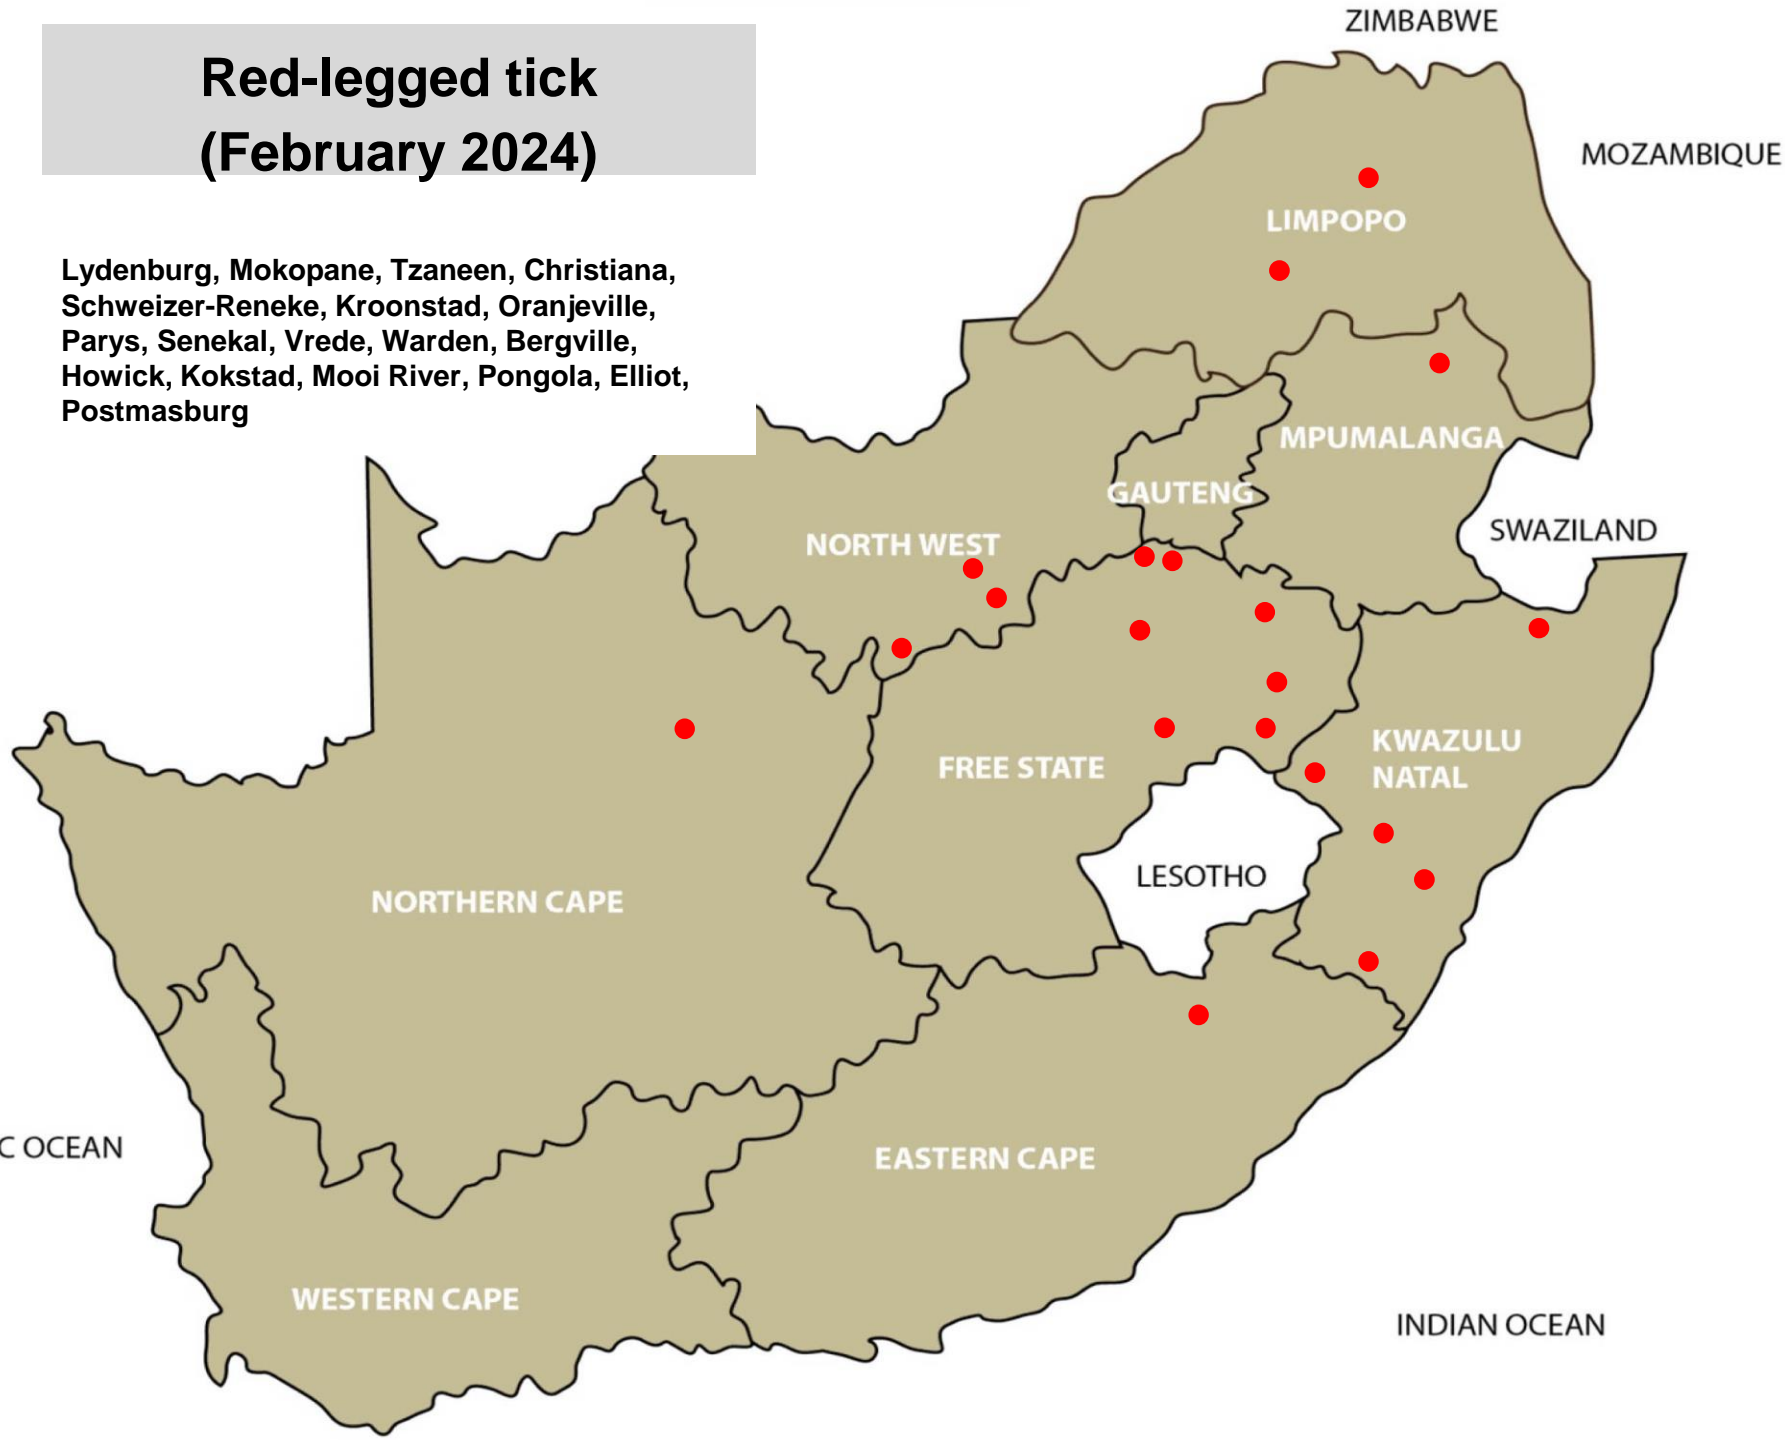 Red-legged tick
(February 2024)
Lydenburg, Mokopane, Tzaneen, Christiana,
Schweizer-Reneke, Kroonstad, Oranjeville,
Parys, Senekal, Vrede, Warden, Bergville,
Howick, Kokstad, Mooi River, Pongola, Elliot,
Postmasburg
ZIMBABWE
MOZAMBIQUE
LIMPOPO
MPUMALANGA
GAUTENG
NORTH WEST
SWAZILAND
KWAZULU
NATAL
FREE STATE
LESOTHO
NORTHERN CAPE
C OCEAN
EASTERN CAPE
WESTERN CAPE
INDIAN OCEAN